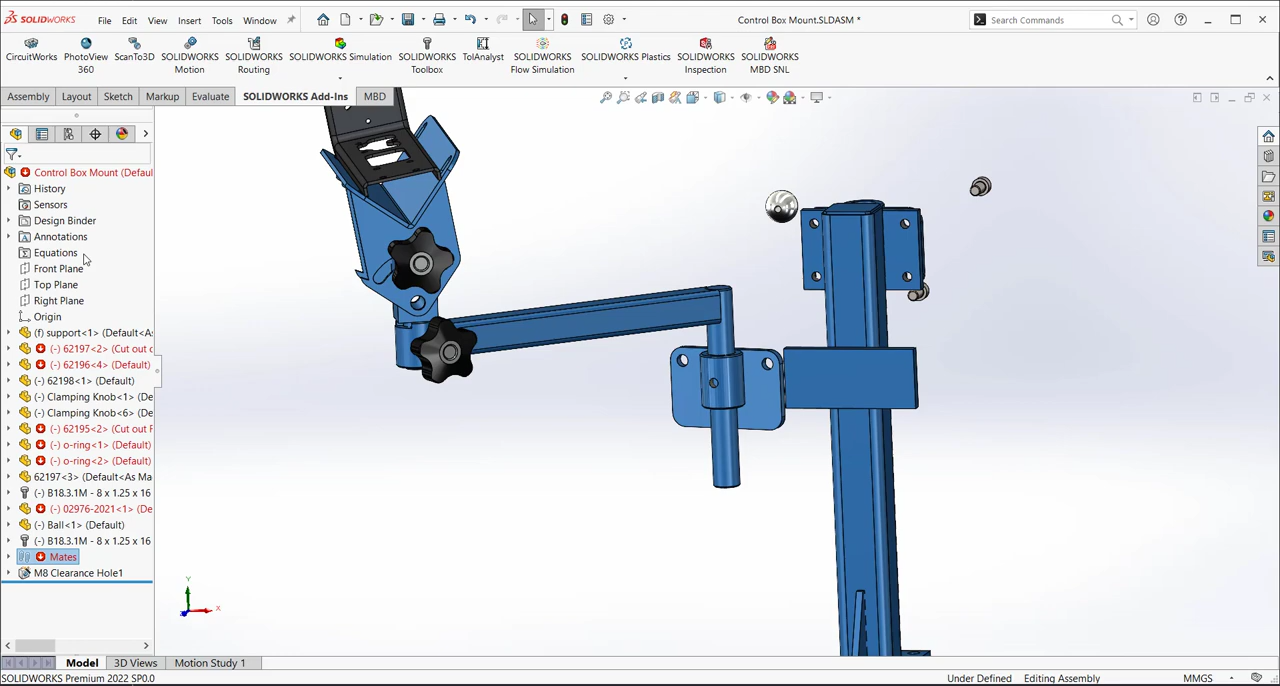 SOLIDWORKS File Edit View Insert Tools Window Control Box Mount.SLDASM * Search Commands
CircuitWorks
PhotoView 360
ScanTo3D
SOLIDWORKS Motion
SOLIDWORKS Routing
SOLIDWORKS Simulation
SOLIDWORKS Toolbox
TolAnalyst
SOLIDWORKS Flow Simulation
SOLIDWORKS Plastics
SOLIDWORKS Inspection
SOLIDWORKS MBD SNL
Assembly Layout Sketch Markup Evaluate SOLIDWORKS Add-Ins MBD
Control Box Mount (Defaul
History
Sensors
Design Binder
Annotations
Equations
Front Plane
Top Plane
Right Plane
Origin
(f) support<1> (Default<As
(-) 62197<2> (Cut out c
(-) 62196<4> (Default)
(-) 62198<1> (Default)
(-) Clamping Knob<1> (De
(-) Clamping Knob<6> (De
(-) 62195<2> (Cut out F
(-) o-ring<1> (Default)
(-) o-ring<2> (Default)
62197<3> (Default<As Ma
(-) B18.3.1M - 8 x 1.25 x 16
(-) 02976-2021<1> (De
(-) Ball<1> (Default)
(-) B18.3.1M - 8 x 1.25 x 16
Mates
M8 Clearance Hole1
Y
X
Z
Model 3D Views Motion Study 1
SOLIDWORKS Premium 2022 SP0.0 Under Defined Editing Assembly MMGS